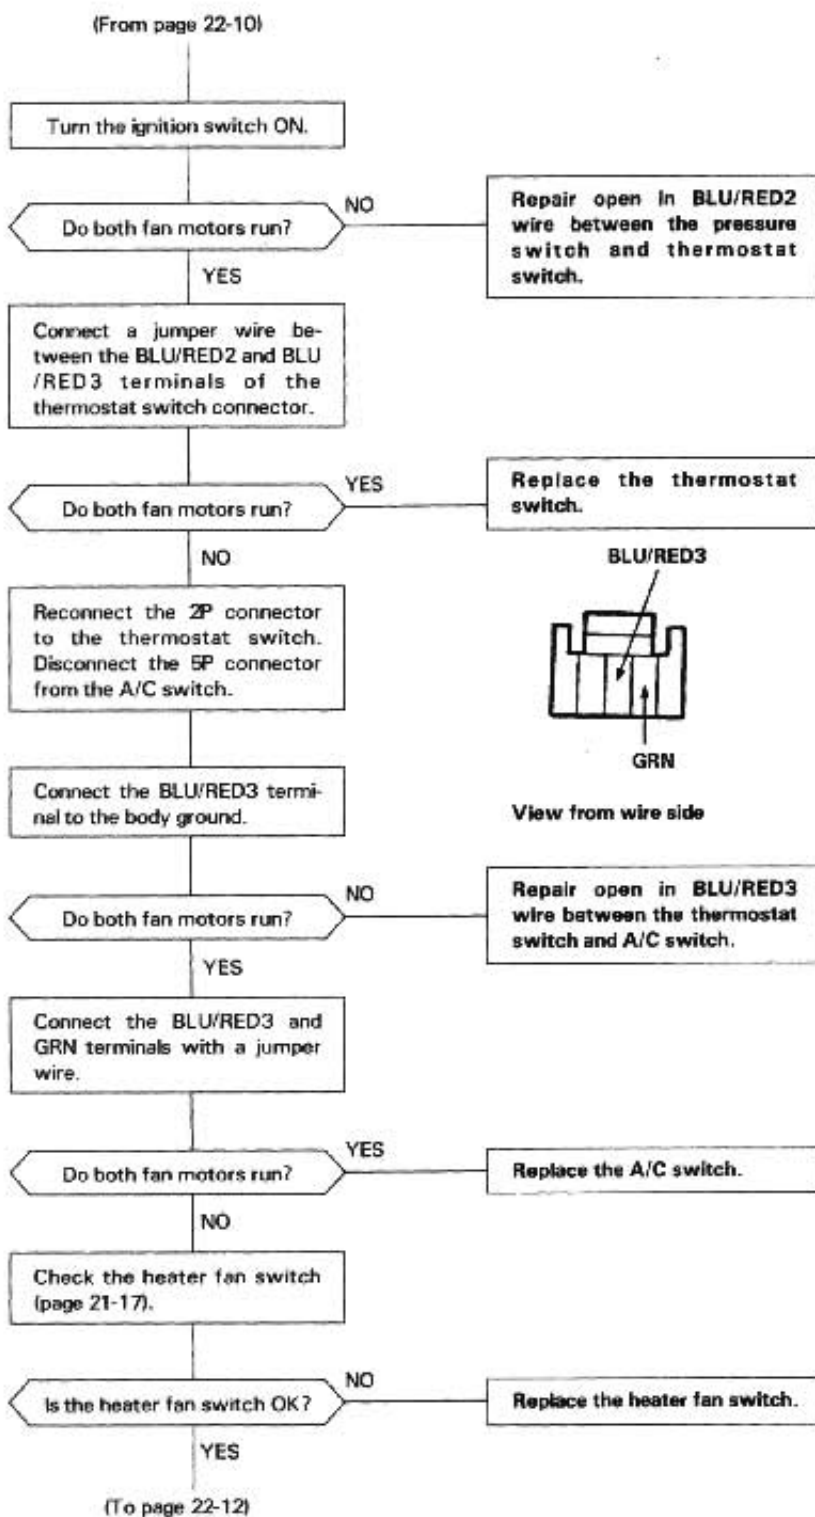 (From page 22-10)
Turn the ignition switch ON.
Do both fan motors run?
NO
Repair open in BLU/RED2
wire between the pressure
switch and thermostat
switch.
YES
Connect a jumper wire be-
tween the BLU/RED2 and BLU
/RED3 terminals of the
thermostat switch connector.
Do both fan motors run?
YES
Replace the thermostat
switch.
NO
BLU/RED3
GRN
View from wire side
Reconnect the 2P connector
to the thermostat switch.
Disconnect the 5P connector
from the A/C switch.
Connect the BLU/RED3 termi-
nal to the body ground.
Do both fan motors run?
NO
Repair open in BLU/RED3
wire between the thermostat
switch and A/C switch.
YES
Connect the BLU/RED3 and
GRN terminals with a jumper
wire.
Do both fan motors run?
YES
Replace the A/C switch.
NO
Check the heater fan switch
(page 21-17).
Is the heater fan switch OK?
NO
Replace the heater fan switch.
YES
(To page 22-12)